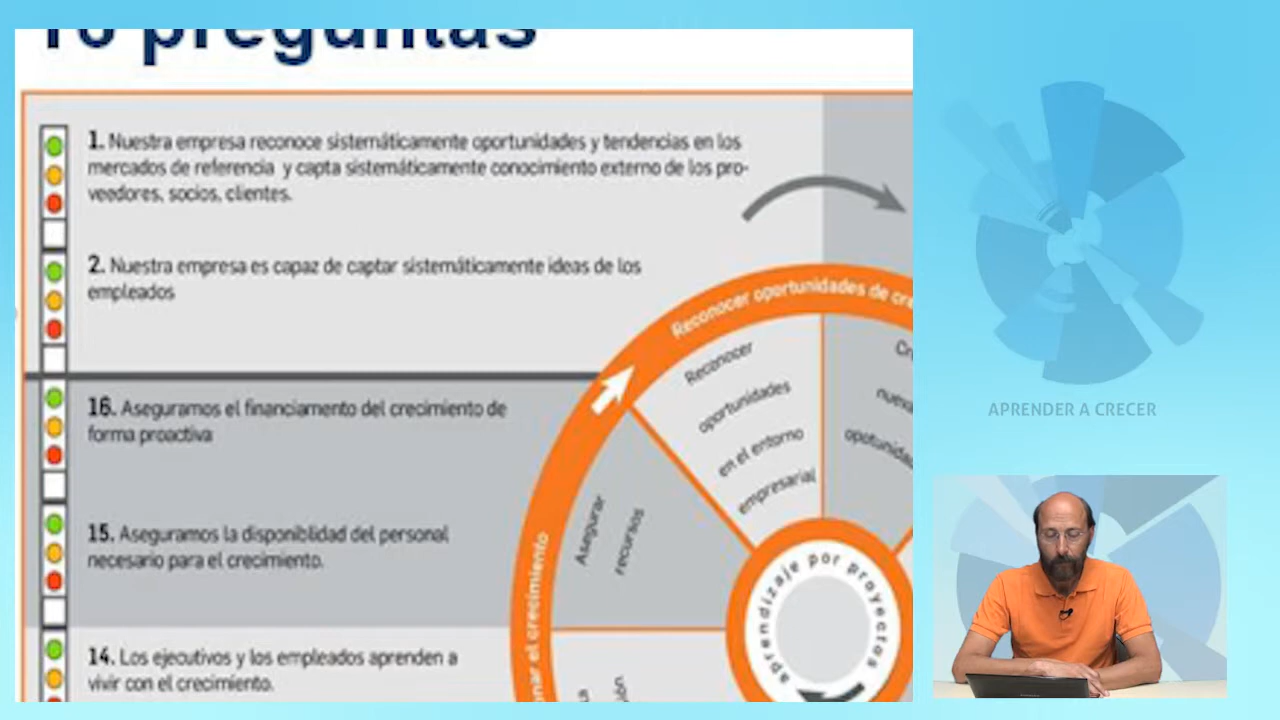 preguntas
1. Nuestra empresa reconoce sistemáticamente oportunidades y tendencias en los
mercados de referencia y capta sistemáticamente conocimiento externo de los pro-
veedores, socios, clientes.
2. Nuestra empresa es capaz de captar sistemáticamente ideas de los
empleados
16. Aseguramos el financiamento del crecimiento de
forma proactiva
15. Aseguramos la disponiblidad del personal
necesario para el crecimiento.
14. Los ejecutivos y los empleados aprenden a
vivir con el crecimiento.
Reconocer oportunidades de
Reconocer
oportunidades
en el entorno
empresarial
Asegurar
recursos
el crecimiento
aprendizaje por proyectos
APRENDER A CRECER